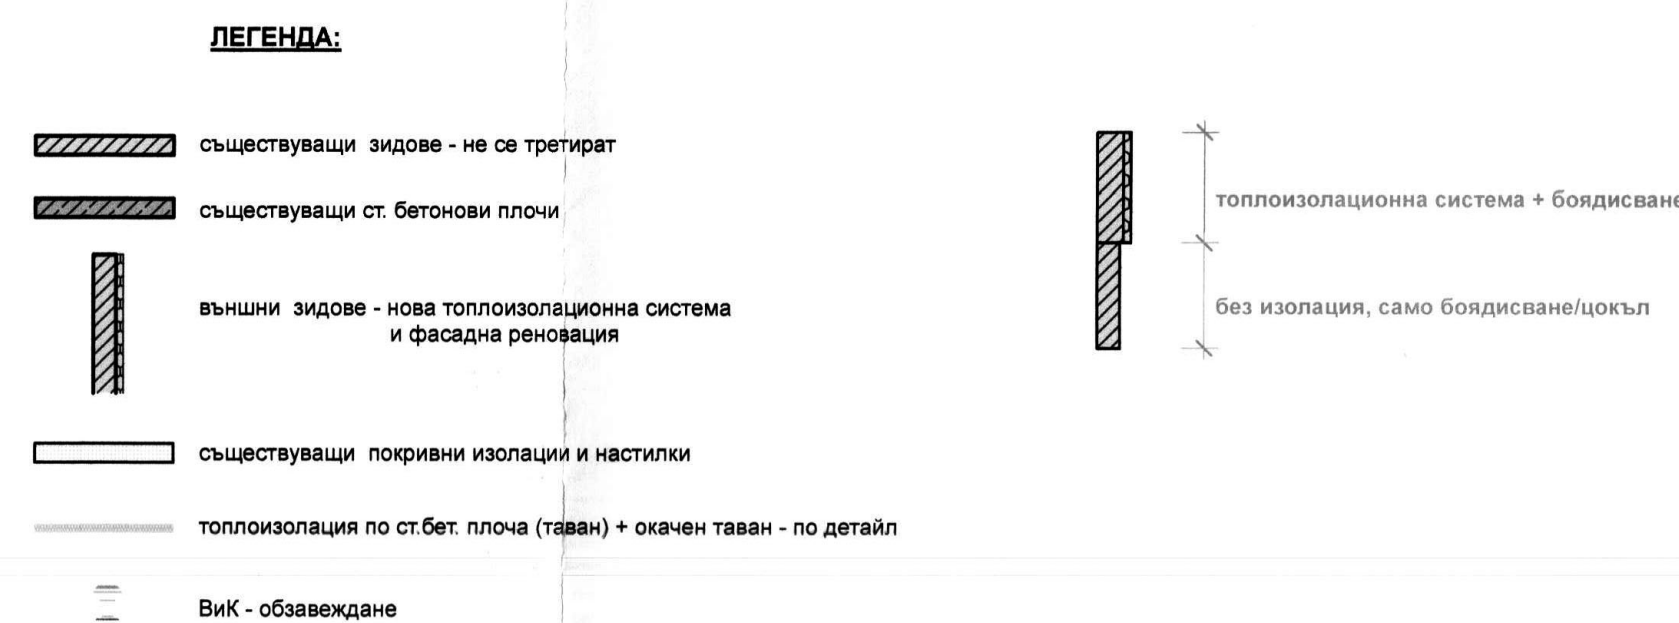 ЛЕГЕНДА:
съществуващи зидове - не се третират
съществуващи ст. бетонови плочи
външни зидове - нова топлоизолационна система
и фасадна реновация
съществуващи покривни изолации и настилки
топлоизолация по ст.бет. плоча (таван) + окачен таван - по детайл
ВиК - обзавеждане
топлоизолационна система + боядисване
без изолация, само боядисване/цокъл